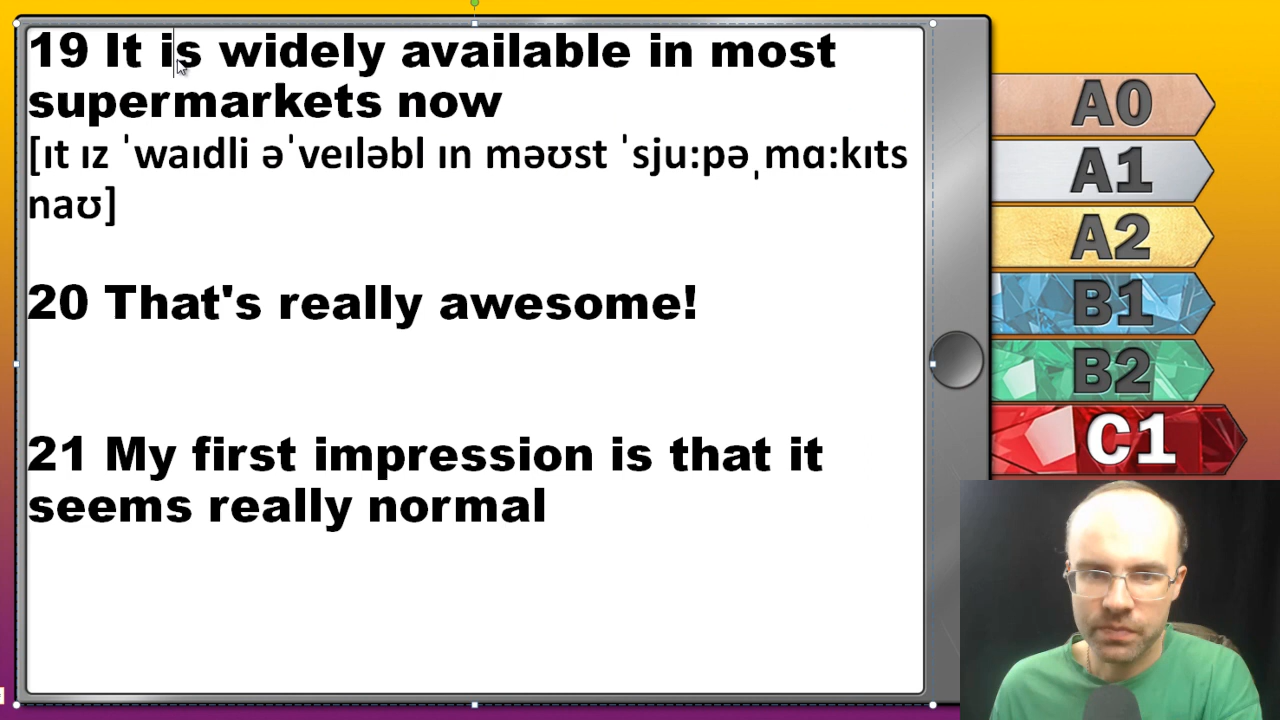 19 It is widely available in most
supermarkets now
[ɪt ɪz ˈwaɪdli əˈveɪləbl ɪn məʊst ˈsju:pəˌmɑ:kɪts
naʊ]
20 That's really awesome!
21 My first impression is that it
seems really normal
A0
A1
A2
B1
B2
C1